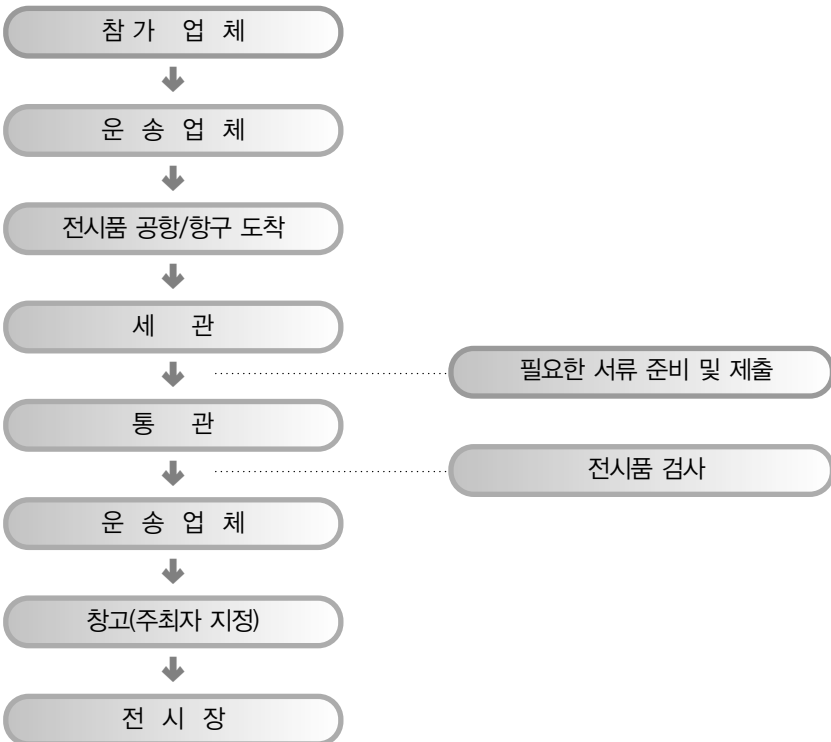 참가 업체
운송업체
전시품 공항/항구 도착
세 관
필요한 서류 준비 및 제출
통 관
전시품 검사
운송업체
창고(주최자 지정)
전 시 장